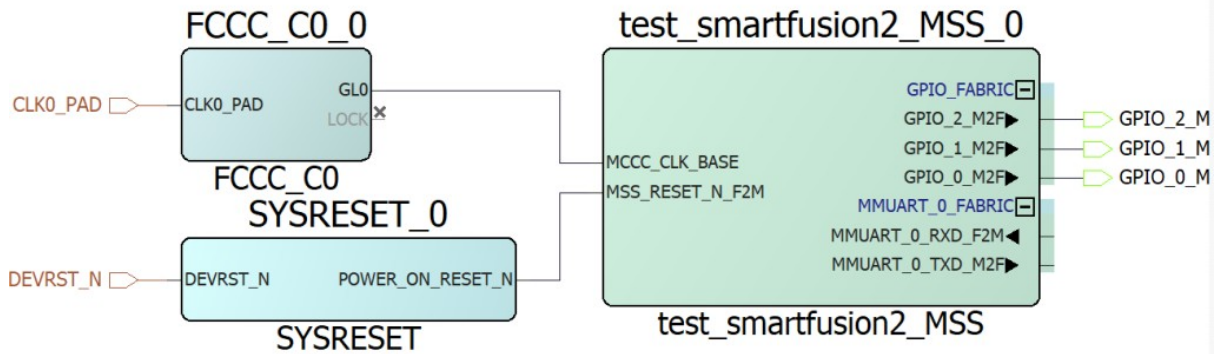 FCCC_C0_0
CLK0_PAD
CLK0_PAD
GL0
LOCK
FCCC_C0
SYSRESET_0
DEVRST_N
DEVRST_N
POWER_ON_RESET_N
SYSRESET
test_smartfusion2_MSS_0
MCCC_CLK_BASE
MSS_RESET_N_F2M
GPIO_FABRIC
GPIO_2_M2F
GPIO_1_M2F
GPIO_0_M2F
MMUART_0_FABRIC
MMUART_0_RXD_F2M
MMUART_0_TXD_M2F
test_smartfusion2_MSS
GPIO_2_M
GPIO_1_M
GPIO_0_M